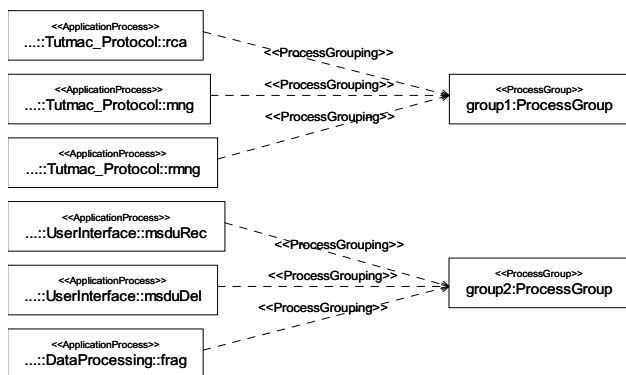 <<ApplicationProcess>>
...::Tutmac_Protocol::rca
<<ProcessGrouping>>
<<ApplicationProcess>>
...::Tutmac_Protocol::mng
<<ProcessGrouping>>
<<ProcessGroup>>
group1:ProcessGroup
<<ProcessGrouping>>
<<ApplicationProcess>>
...::Tutmac_Protocol::rmng
<<ApplicationProcess>>
...::UserInterface::msduRec
<<ProcessGrouping>>
<<ApplicationProcess>>
...::UserInterface::msduDel
<<ProcessGrouping>>
<<ProcessGroup>>
group2:ProcessGroup
<<ProcessGrouping>>
<<ApplicationProcess>>
...::DataProcessing::frag